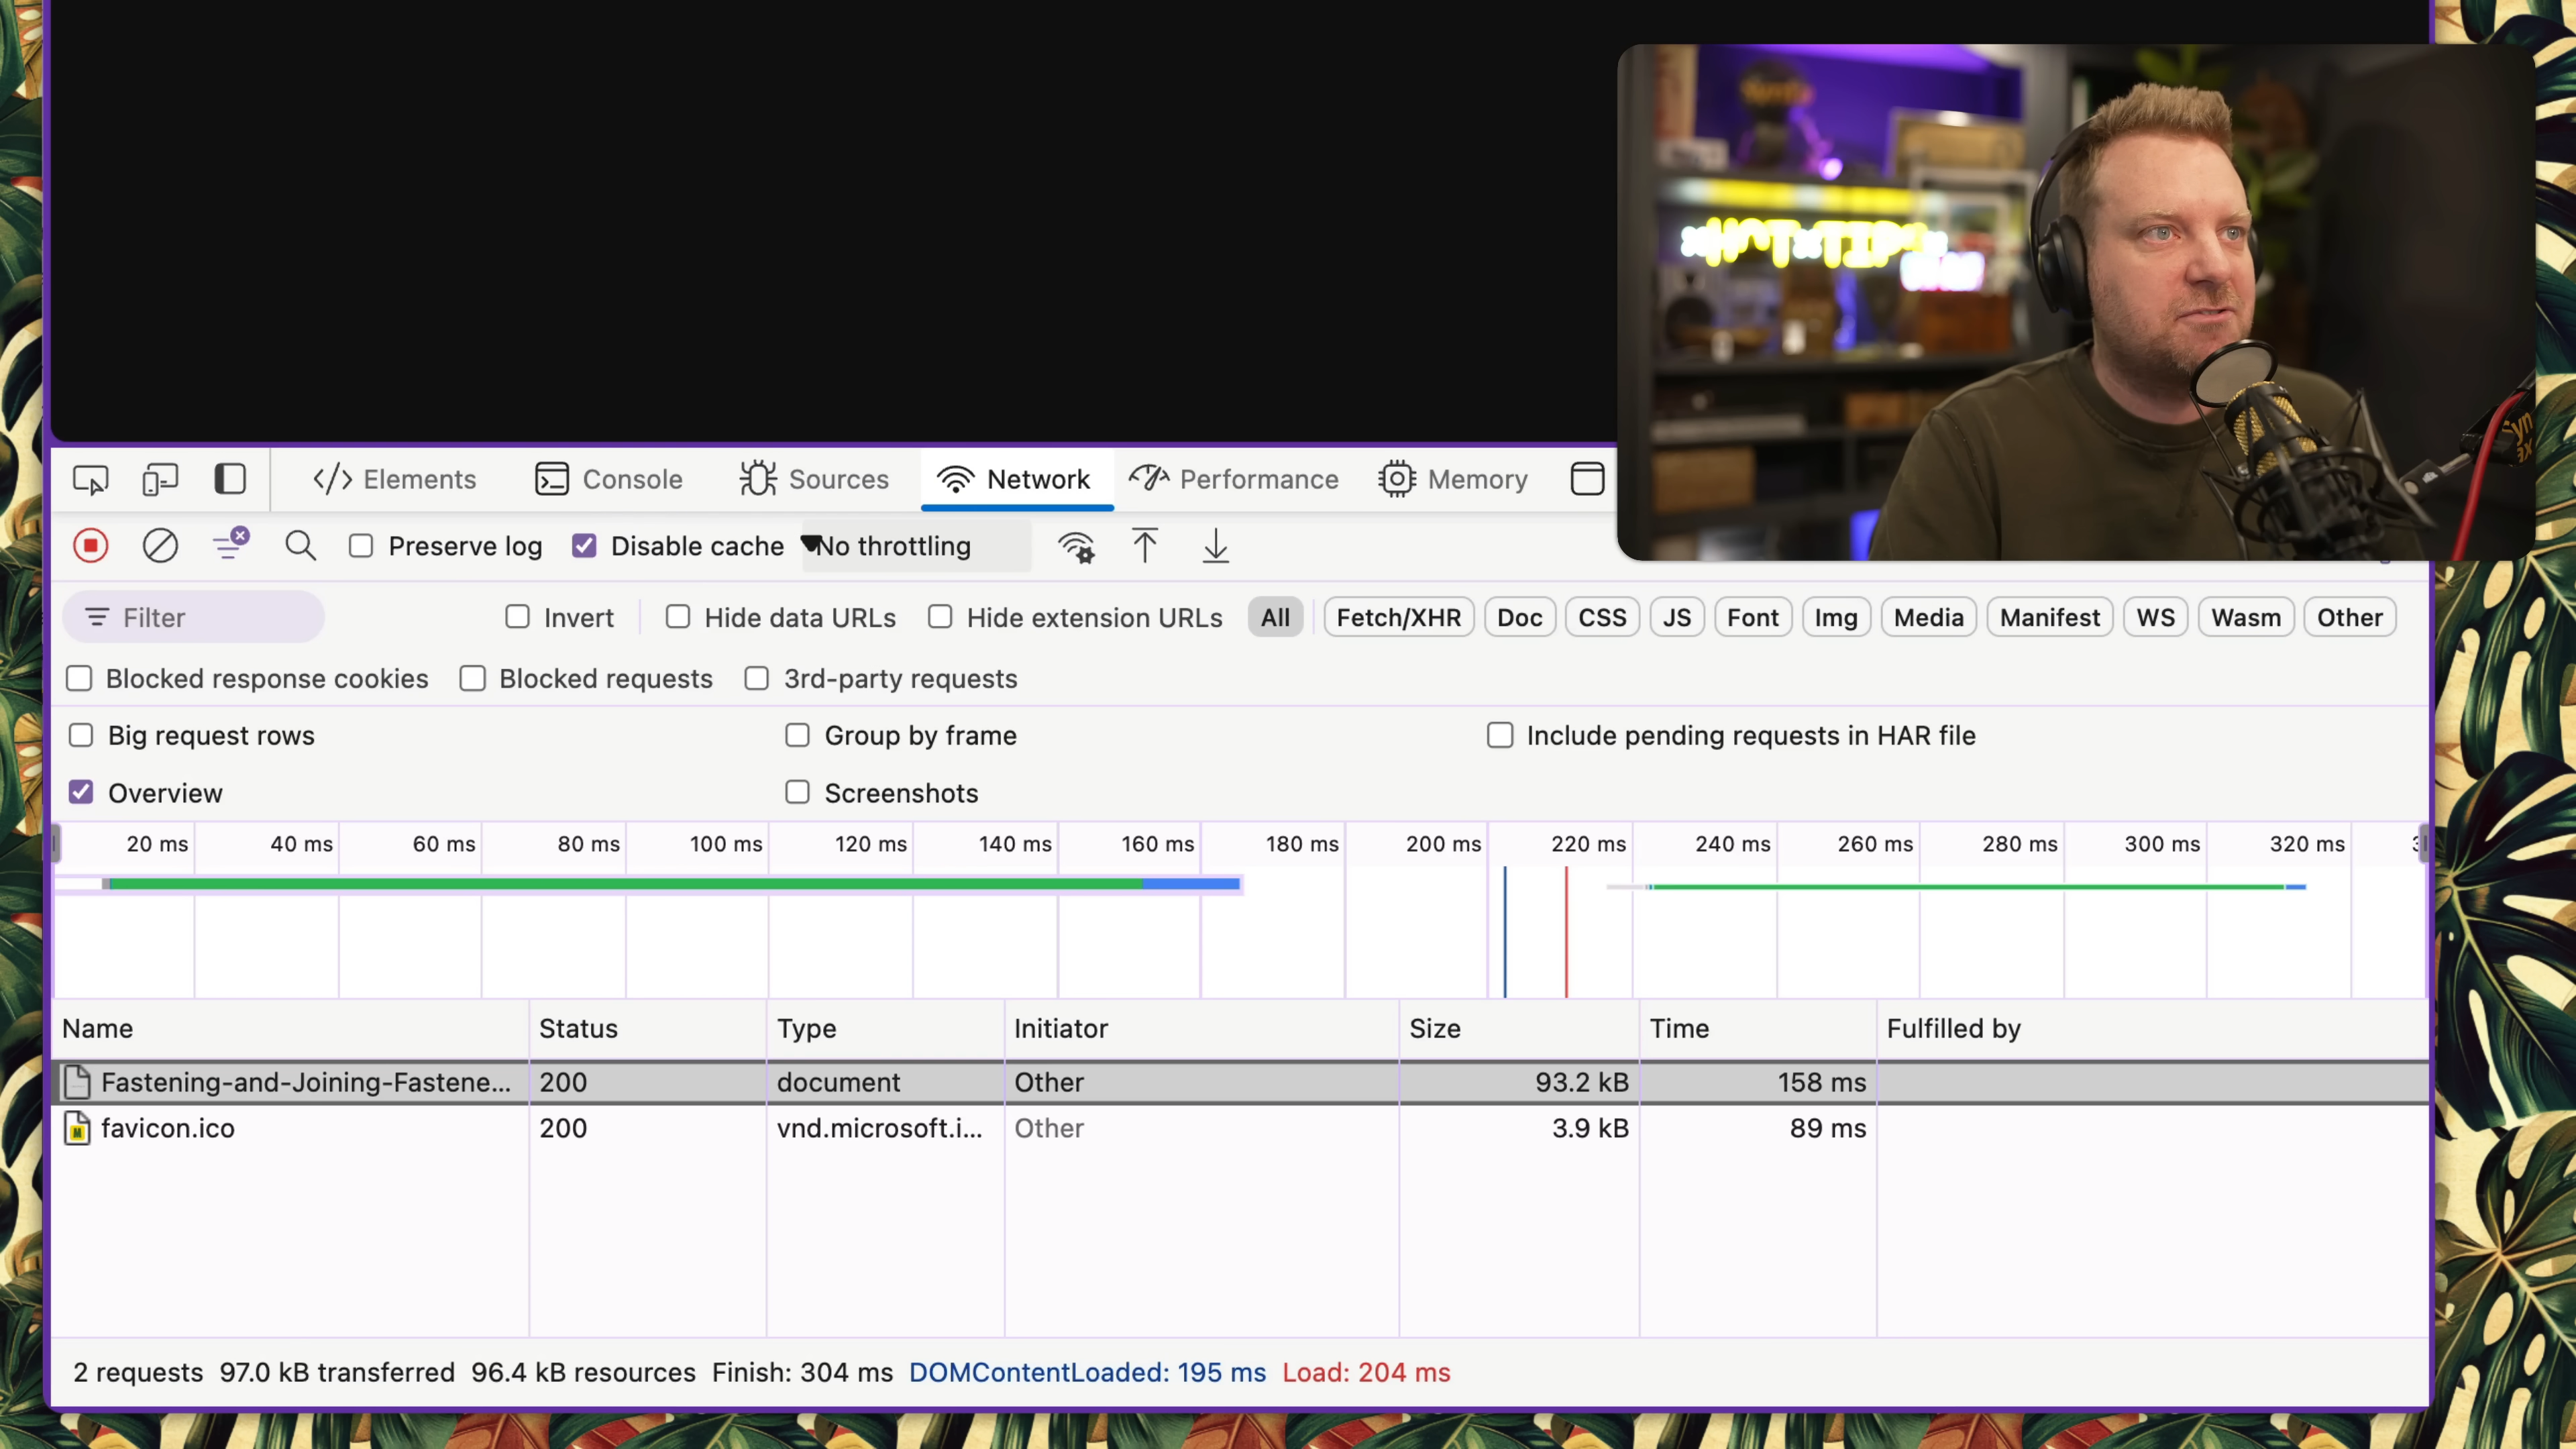 HOT TIP
Elements Console Sources Network Performance Memory
Preserve log Disable cache No throttling
Filter Invert Hide data URLs Hide extension URLs All Fetch/XHR Doc CSS JS Font Img Media Manifest WS Wasm Other
Blocked response cookies Blocked requests 3rd-party requests
Big request rows Group by frame Include pending requests in HAR file
Overview Screenshots
20 ms 40 ms 60 ms 80 ms 100 ms 120 ms 140 ms 160 ms 180 ms 200 ms 220 ms 240 ms 260 ms 280 ms 300 ms 320 ms
Name Status Type Initiator Size Time Fulfilled by
Fastening-and-Joining-Fastene... 200 document Other 93.2 kB 158 ms
favicon.ico 200 vnd.microsoft.i... Other 3.9 kB 89 ms
2 requests 97.0 kB transferred 96.4 kB resources Finish: 304 ms DOMContentLoaded: 195 ms Load: 204 ms